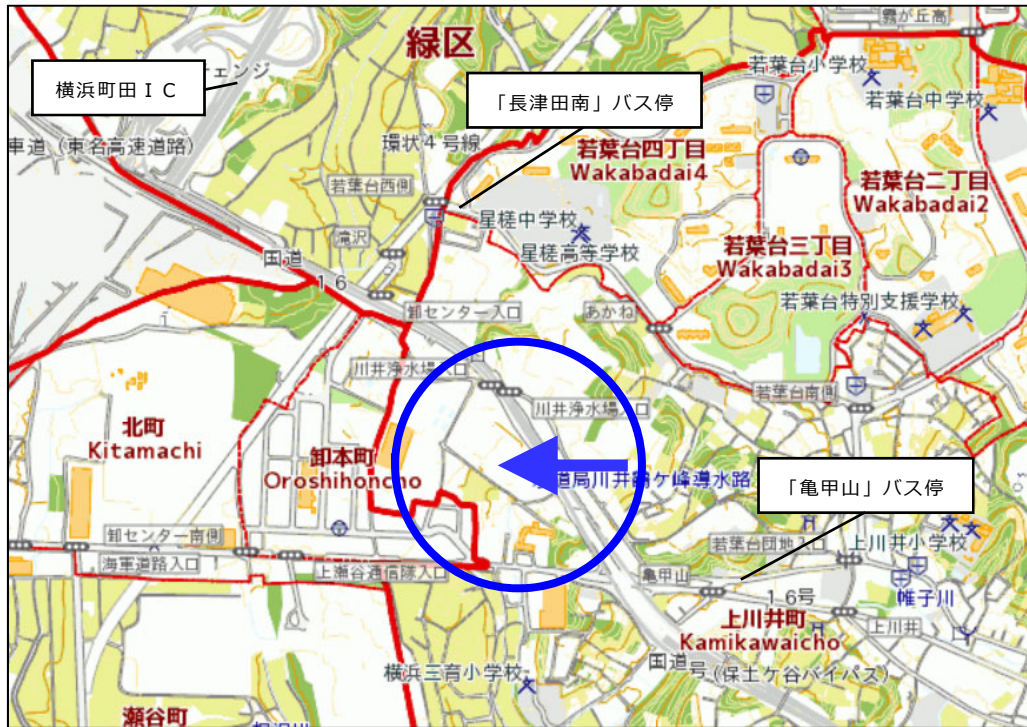 緑区
霧が丘高
若葉台小学校
横浜町田IC
ェンジ
「長津田南」バス停
若葉台中学校
車道(東名高速道路)
環状4号線
若葉台四丁目
Wakabadai4
若葉台西側
若葉台二丁目
Wakabadai2
星槎中学校
滝沢
星槎高等学校
若葉台三丁目
Wakabadai3
国道
16
卸センター入口
あかね
若葉台特別支援学校
川井浄水場入口
若葉台南側
川井浄水場入口
北町
Kitamachi
卸本町
Oroshihoncho
道局川井鶴ケ峰導水路
「亀甲山」バス停
卸センター南側
若葉台団地入口
上川井小学校
海軍道路入口
上瀬谷通信隊入口
亀甲山
帷子川
16号
上川井町
Kamikawaicho
上川井
横浜三育小学校
国道
号(保土ケ谷バイパス)
瀬谷町